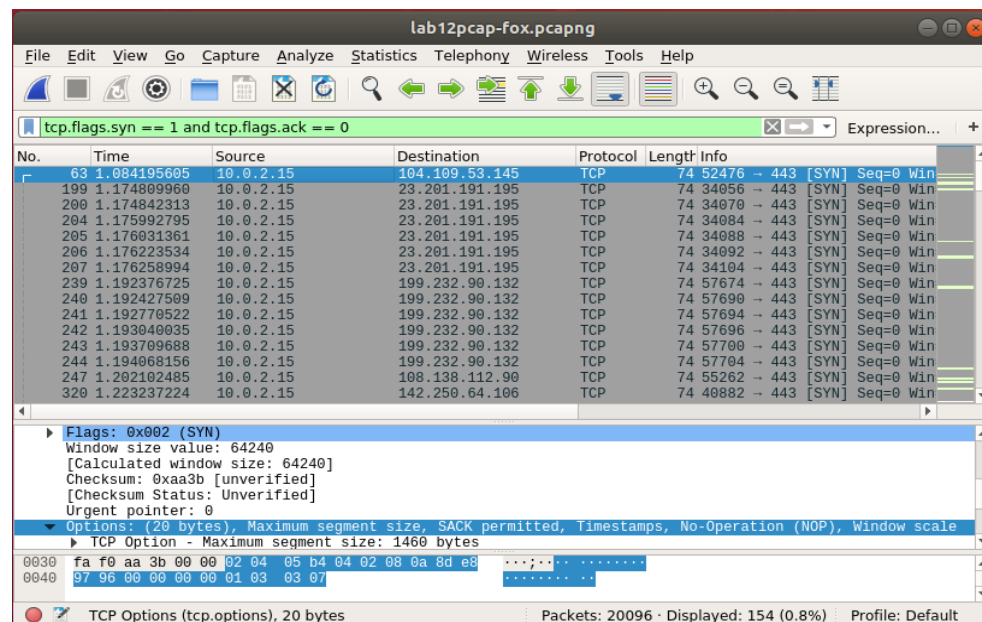 lab12pcap-fox.pcapng
File Edit View Go Capture Analyze Statistics Telephony Wireless Tools Help
tcp.flags.syn == 1 and tcp.flags.ack == 0 Expression... +
No. Time Source Destination Protocol Length Info
63 1.084195605 10.0.2.15 104.109.53.145 TCP 74 52476 → 443 [SYN] Seq=0 Win
199 1.174809960 10.0.2.15 23.201.191.195 TCP 74 34056 → 443 [SYN] Seq=0 Win
200 1.174842313 10.0.2.15 23.201.191.195 TCP 74 34070 → 443 [SYN] Seq=0 Win
204 1.175992795 10.0.2.15 23.201.191.195 TCP 74 34084 → 443 [SYN] Seq=0 Win
205 1.176031361 10.0.2.15 23.201.191.195 TCP 74 34088 → 443 [SYN] Seq=0 Win
206 1.176223534 10.0.2.15 23.201.191.195 TCP 74 34092 → 443 [SYN] Seq=0 Win
207 1.176258994 10.0.2.15 23.201.191.195 TCP 74 34104 → 443 [SYN] Seq=0 Win
239 1.192376725 10.0.2.15 199.232.90.132 TCP 74 57674 → 443 [SYN] Seq=0 Win
240 1.192427509 10.0.2.15 199.232.90.132 TCP 74 57690 → 443 [SYN] Seq=0 Win
241 1.192770522 10.0.2.15 199.232.90.132 TCP 74 57694 → 443 [SYN] Seq=0 Win
242 1.193040035 10.0.2.15 199.232.90.132 TCP 74 57696 → 443 [SYN] Seq=0 Win
243 1.193709688 10.0.2.15 199.232.90.132 TCP 74 57700 → 443 [SYN] Seq=0 Win
244 1.194068156 10.0.2.15 199.232.90.132 TCP 74 57704 → 443 [SYN] Seq=0 Win
247 1.202102485 10.0.2.15 108.138.112.90 TCP 74 55262 → 443 [SYN] Seq=0 Win
320 1.223237224 10.0.2.15 142.250.64.106 TCP 74 40882 → 443 [SYN] Seq=0 Win
Flags: 0x002 (SYN)
Window size value: 64240
[Calculated window size: 64240]
Checksum: 0xaa3b [unverified]
[Checksum Status: Unverified]
Urgent pointer: 0
Options: (20 bytes), Maximum segment size, SACK permitted, Timestamps, No-Operation (NOP), Window scale
TCP Option - Maximum segment size: 1460 bytes
0030 fa f0 aa 3b 00 00 02 04 05 b4 04 02 08 0a 8d e8 ···;···· ········
0040 97 96 00 00 00 00 01 03 03 07 ········ ··
TCP Options (tcp.options), 20 bytes Packets: 20096 · Displayed: 154 (0.8%) Profile: Default